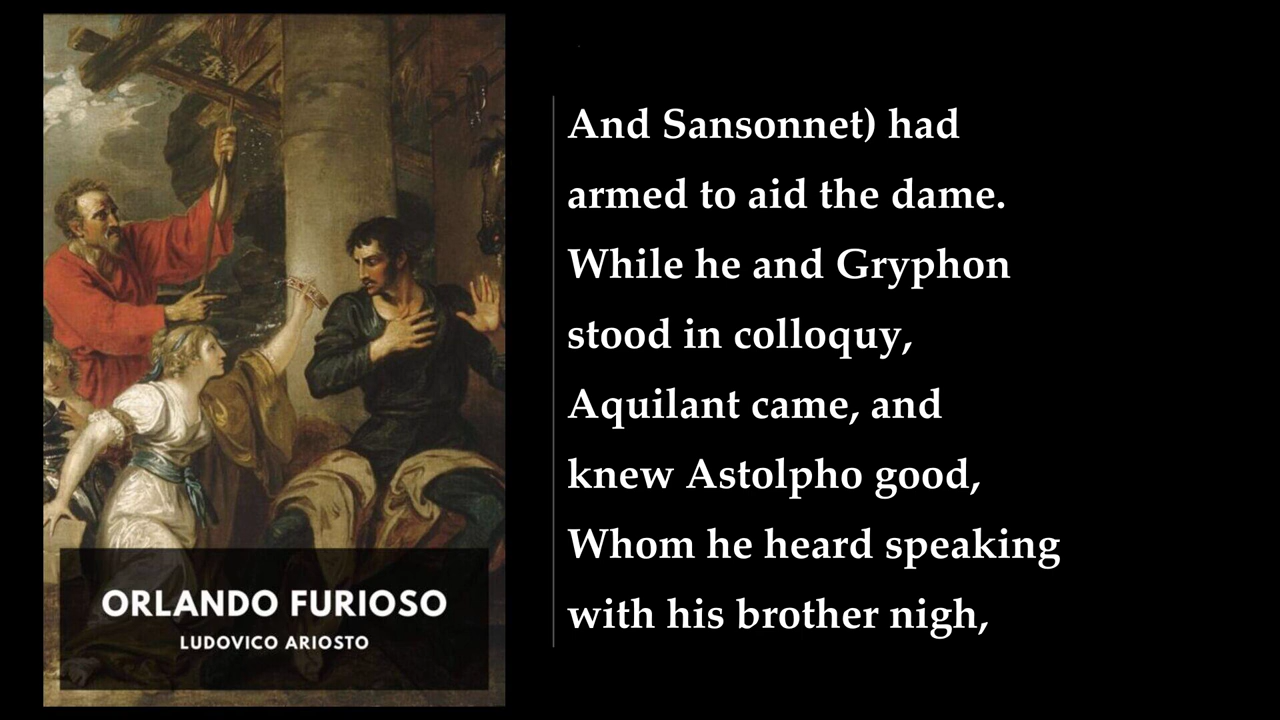 ORLANDO FURIOSO
LUDOVICO ARIOSTO
And Sansonnet) had
armed to aid the dame.
While he and Gryphon
stood in colloquy,
Aquilant came, and
knew Astolpho good,
Whom he heard speaking
with his brother nigh,